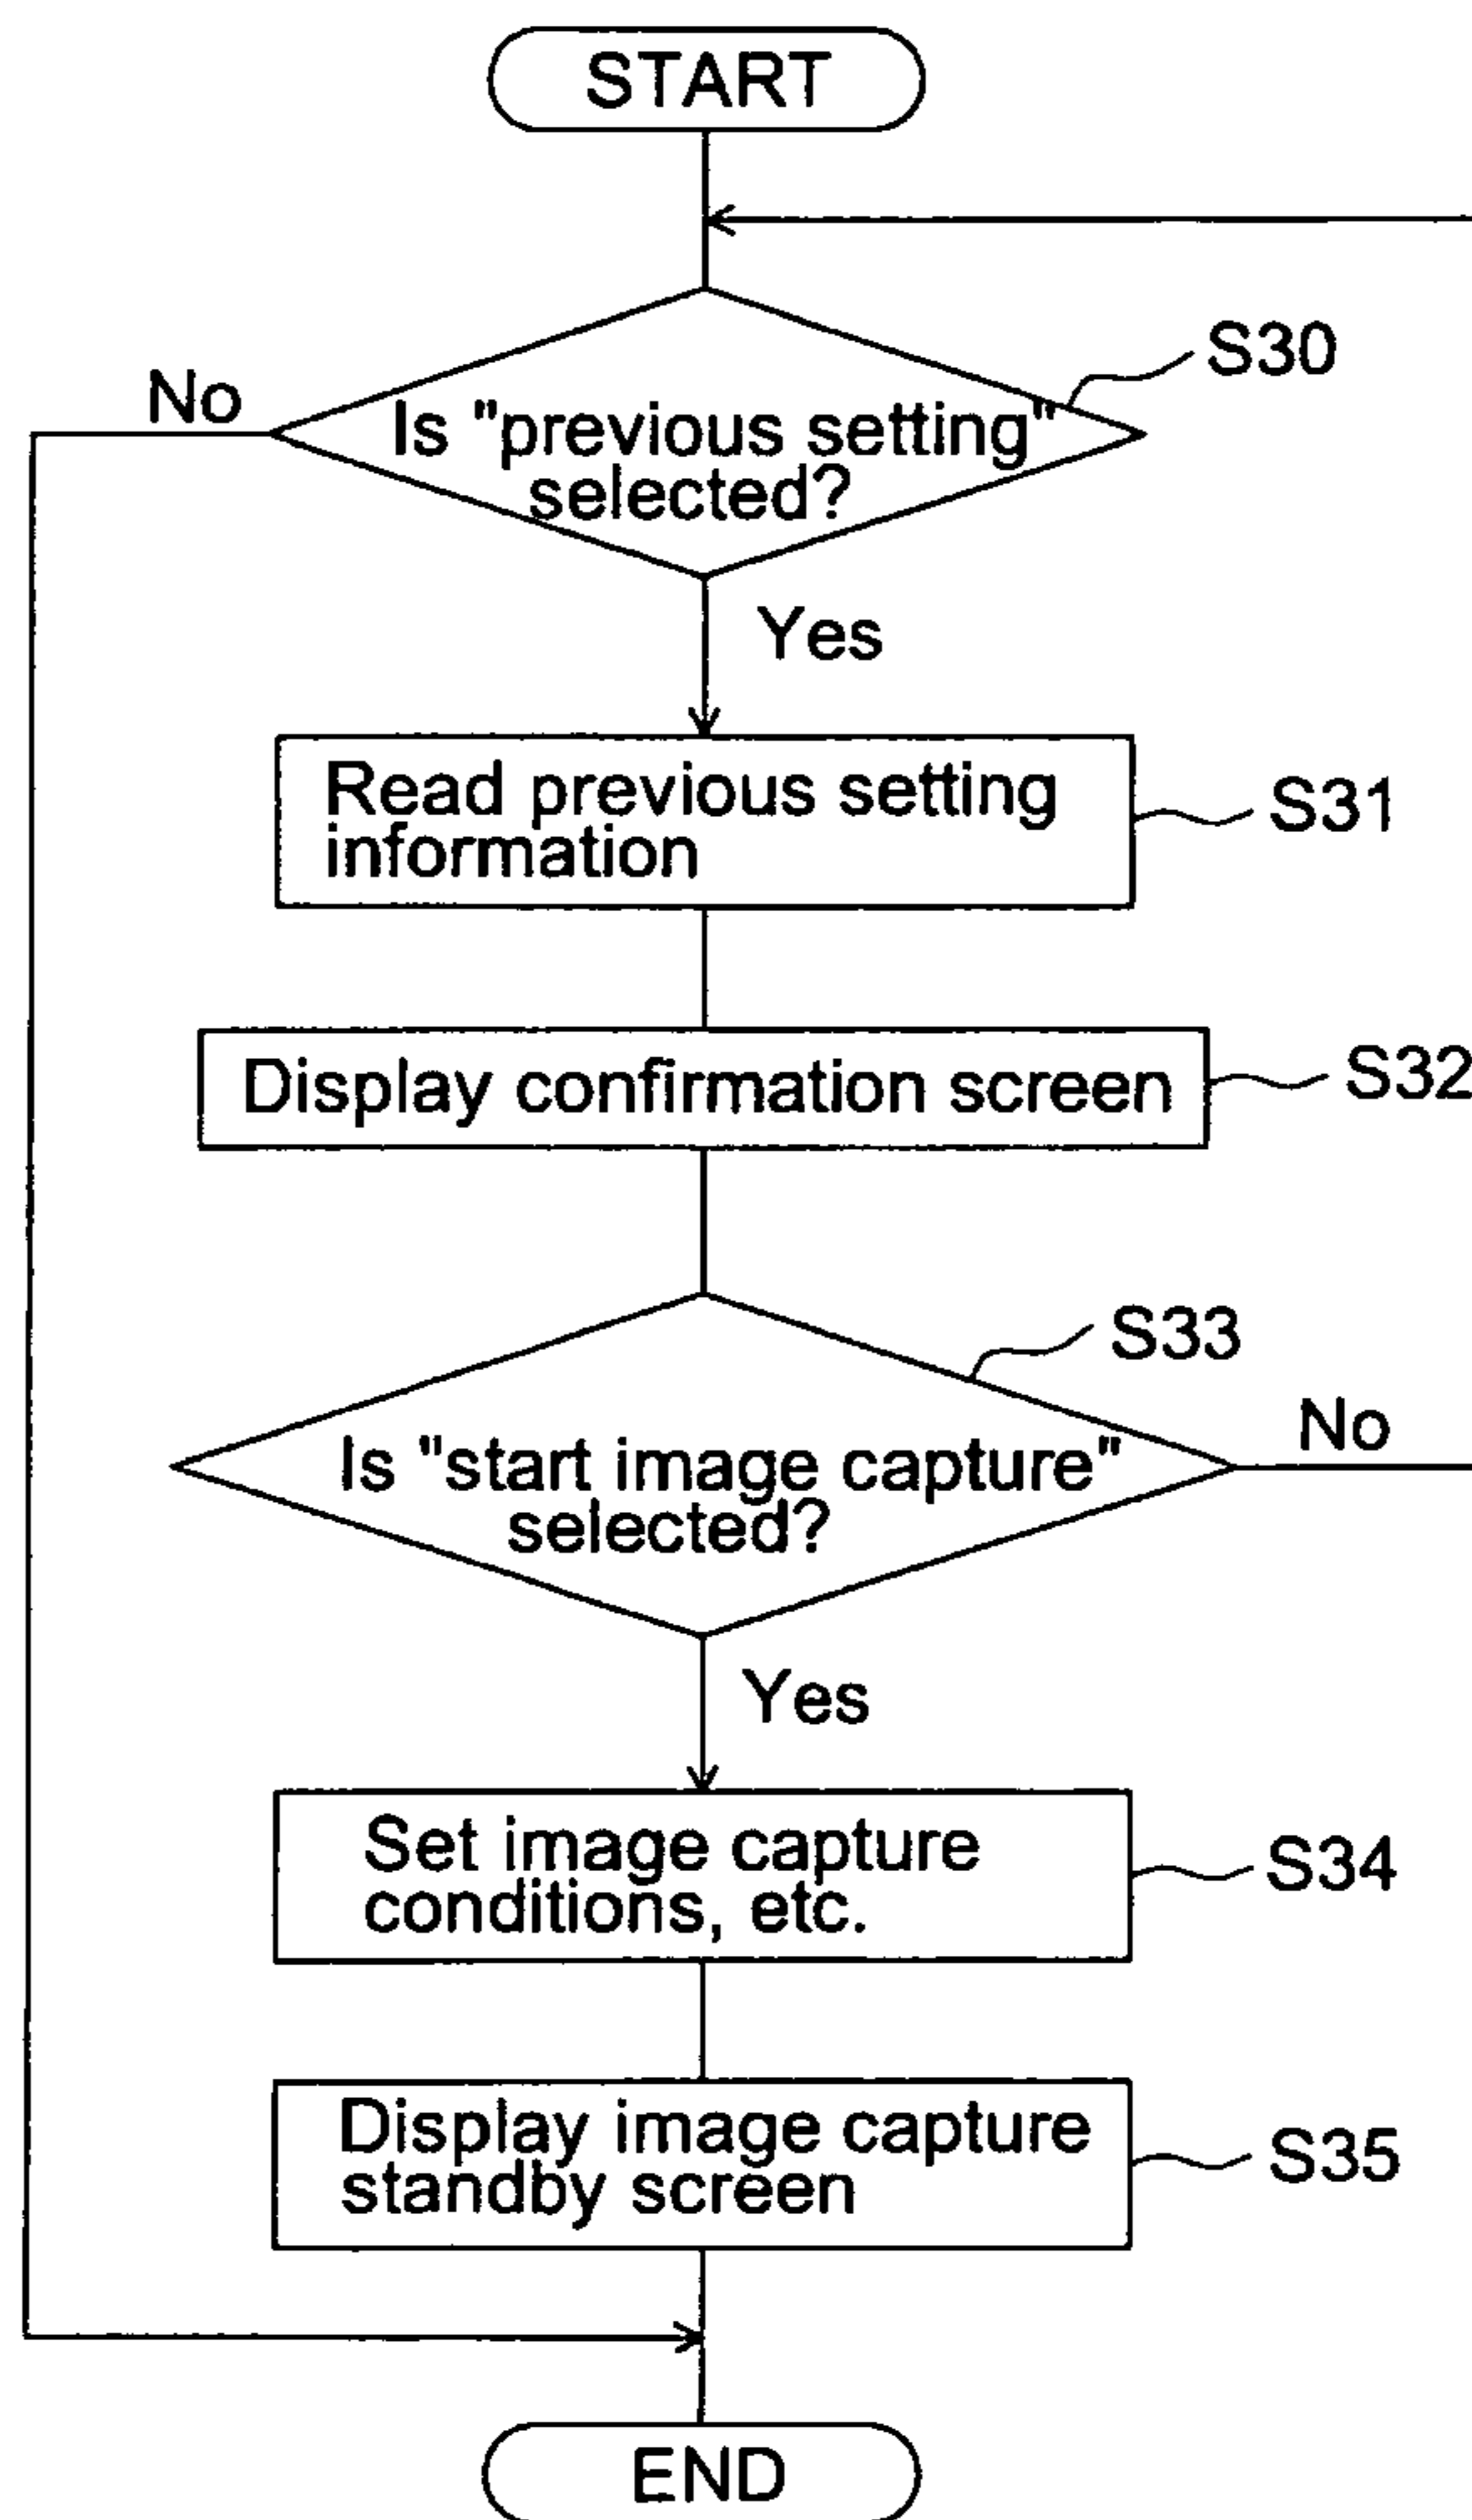 START
S30
No
Is "previous setting"
selected?
Yes
Read previous setting
information
S31
Display confirmation screen
S32
S33
No
Is "start image capture"
selected?
Yes
Set image capture
conditions, etc.
S34
Display image capture
standby screen
S35
END